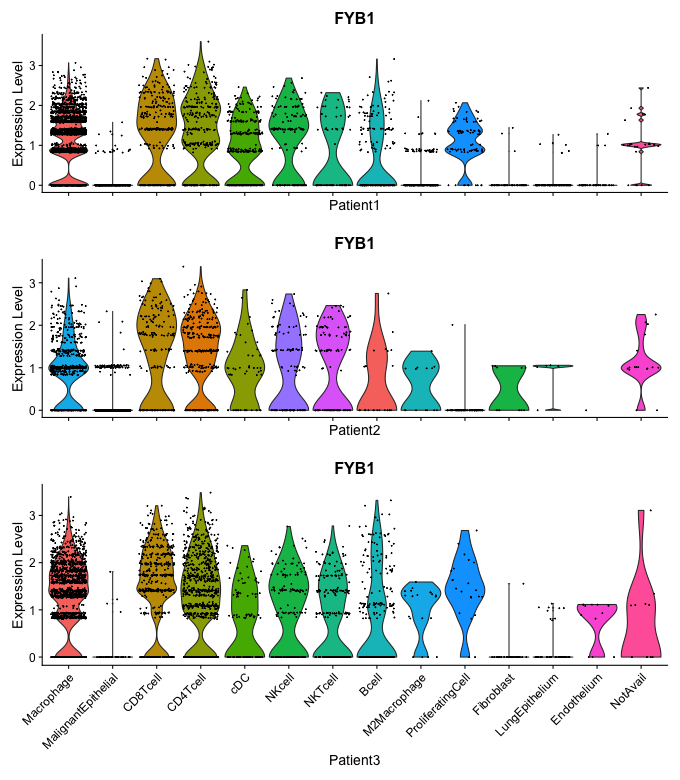 FYB1
Expression Level
3
2
1
0
Patient1
FYB1
Expression Level
3
2
1
0
Patient2
FYB1
Expression Level
3
2
1
0
Macrophage
MalignantEpithelial
CD8Tcell
CD4Tcell
cDC
NKcell
NKTcell
Bcell
M2Macrophage
ProliferatingCell
Fibroblast
LungEpithelium
Endothelium
NotAvail
Patient3